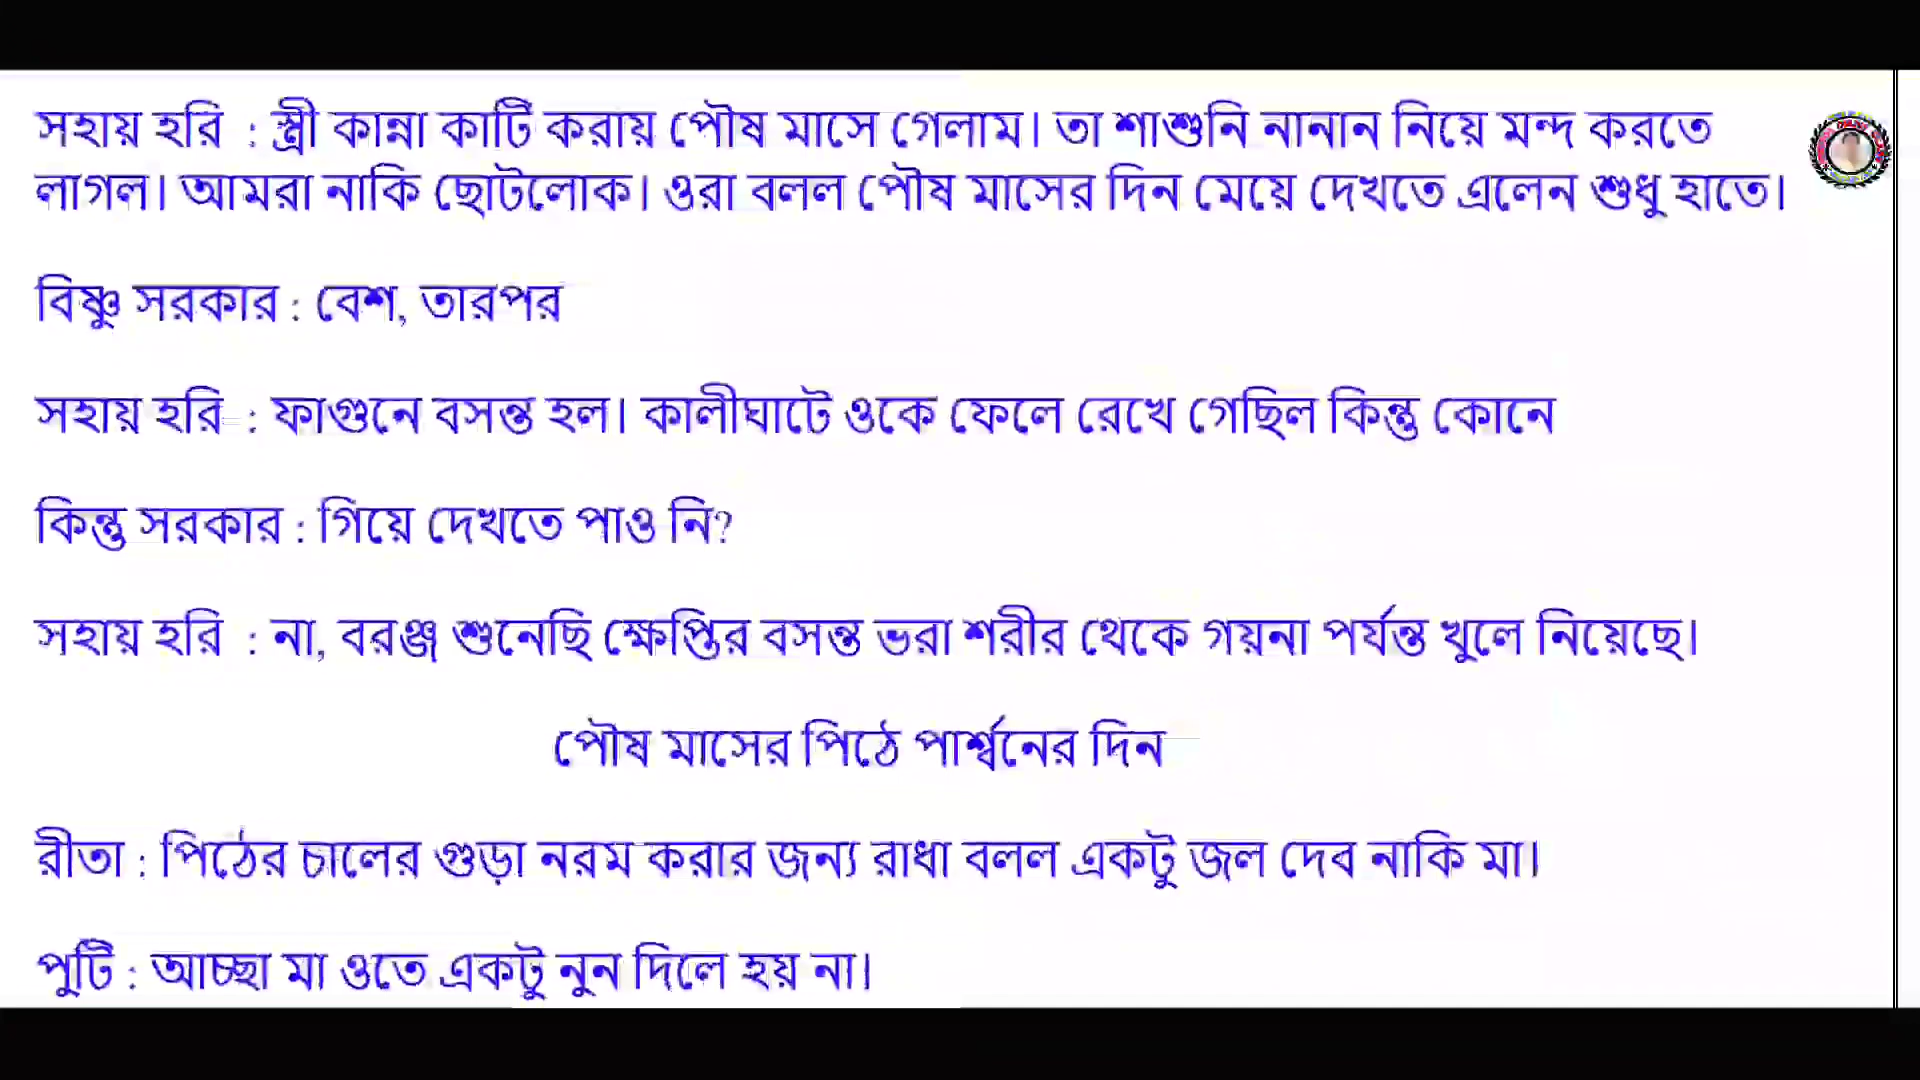 সহায় হরি : স্ত্রী কান্না কাটি করায় পৌষ মাসে গেলাম। তা শাশুনি নানান নিয়ে মন্দ করতে
লাগল। আমরা নাকি ছোটলোক। ওরা বলল পৌষ মাসের দিন মেয়ে দেখতে এলেন শুধু হাতে।
বিষ্ণু সরকার : বেশ, তারপর
সহায় হরি : ফাগুনে বসন্ত হল। কালীঘাটে ওকে ফেলে রেখে গেছিল কিন্তু কোনে
কিন্তু সরকার : গিয়ে দেখতে পাও নি?
সহায় হরি : না, বরঞ্জ শুনেছি ক্ষেপ্তির বসন্ত ভরা শরীর থেকে গয়না পর্যন্ত খুলে নিয়েছে।
পৌষ মাসের পিঠে পার্শ্বনের দিন
রীতা : পিঠের চালের গুড়া নরম করার জন্য রাধা বলল একটু জল দেব নাকি মা।
পুটি : আচ্ছা মা ওতে একটু নুন দিলে হয় না।